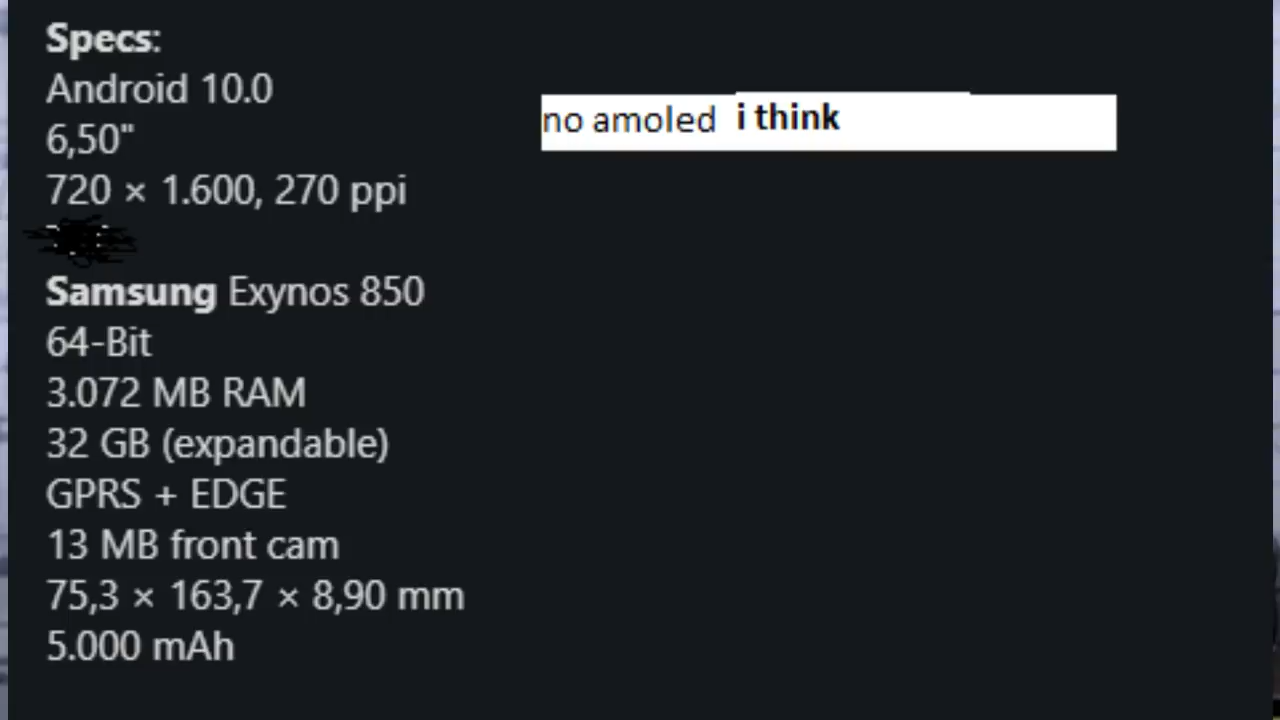 Specs:
Android 10.0
no amoled i think
6,50"
720 × 1.600, 270 ppi
Samsung Exynos 850
64-Bit
3.072 MB RAM
32 GB (expandable)
GPRS + EDGE
13 MB front cam
75,3 × 163,7 × 8,90 mm
5.000 mAh